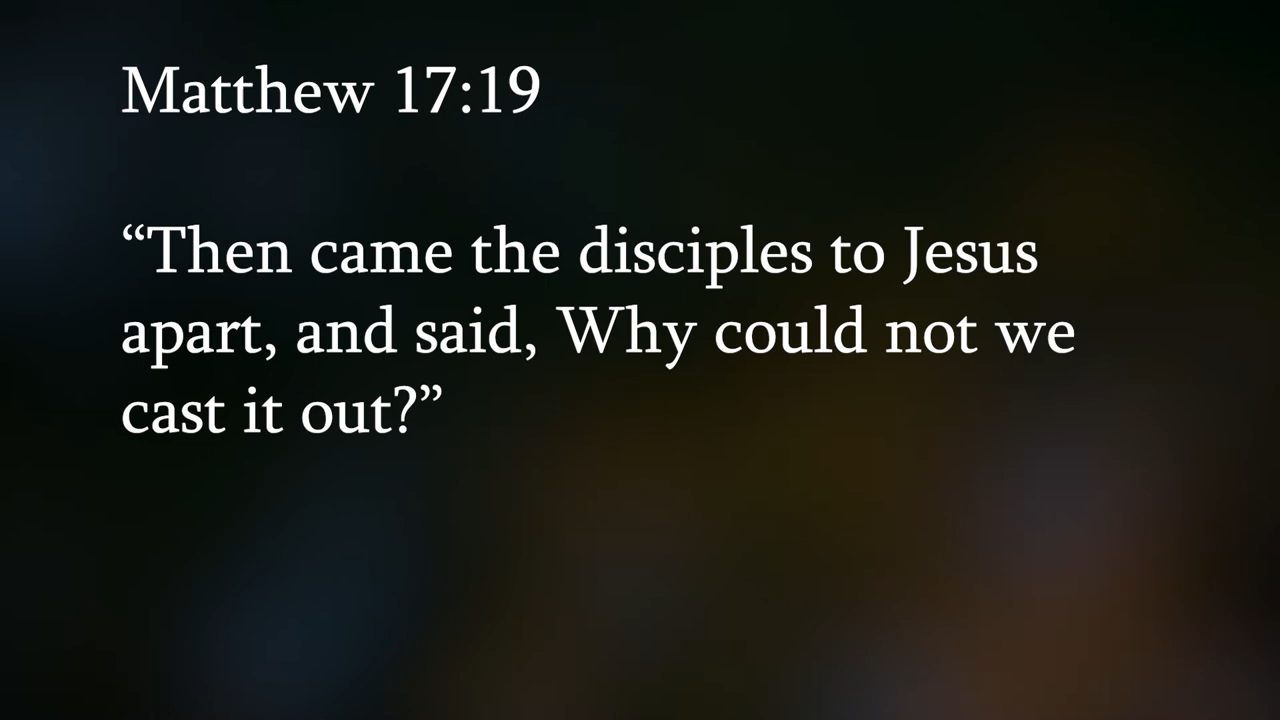 Matthew 17:19
“Then came the disciples to Jesus
apart, and said, Why could not we
cast it out?”